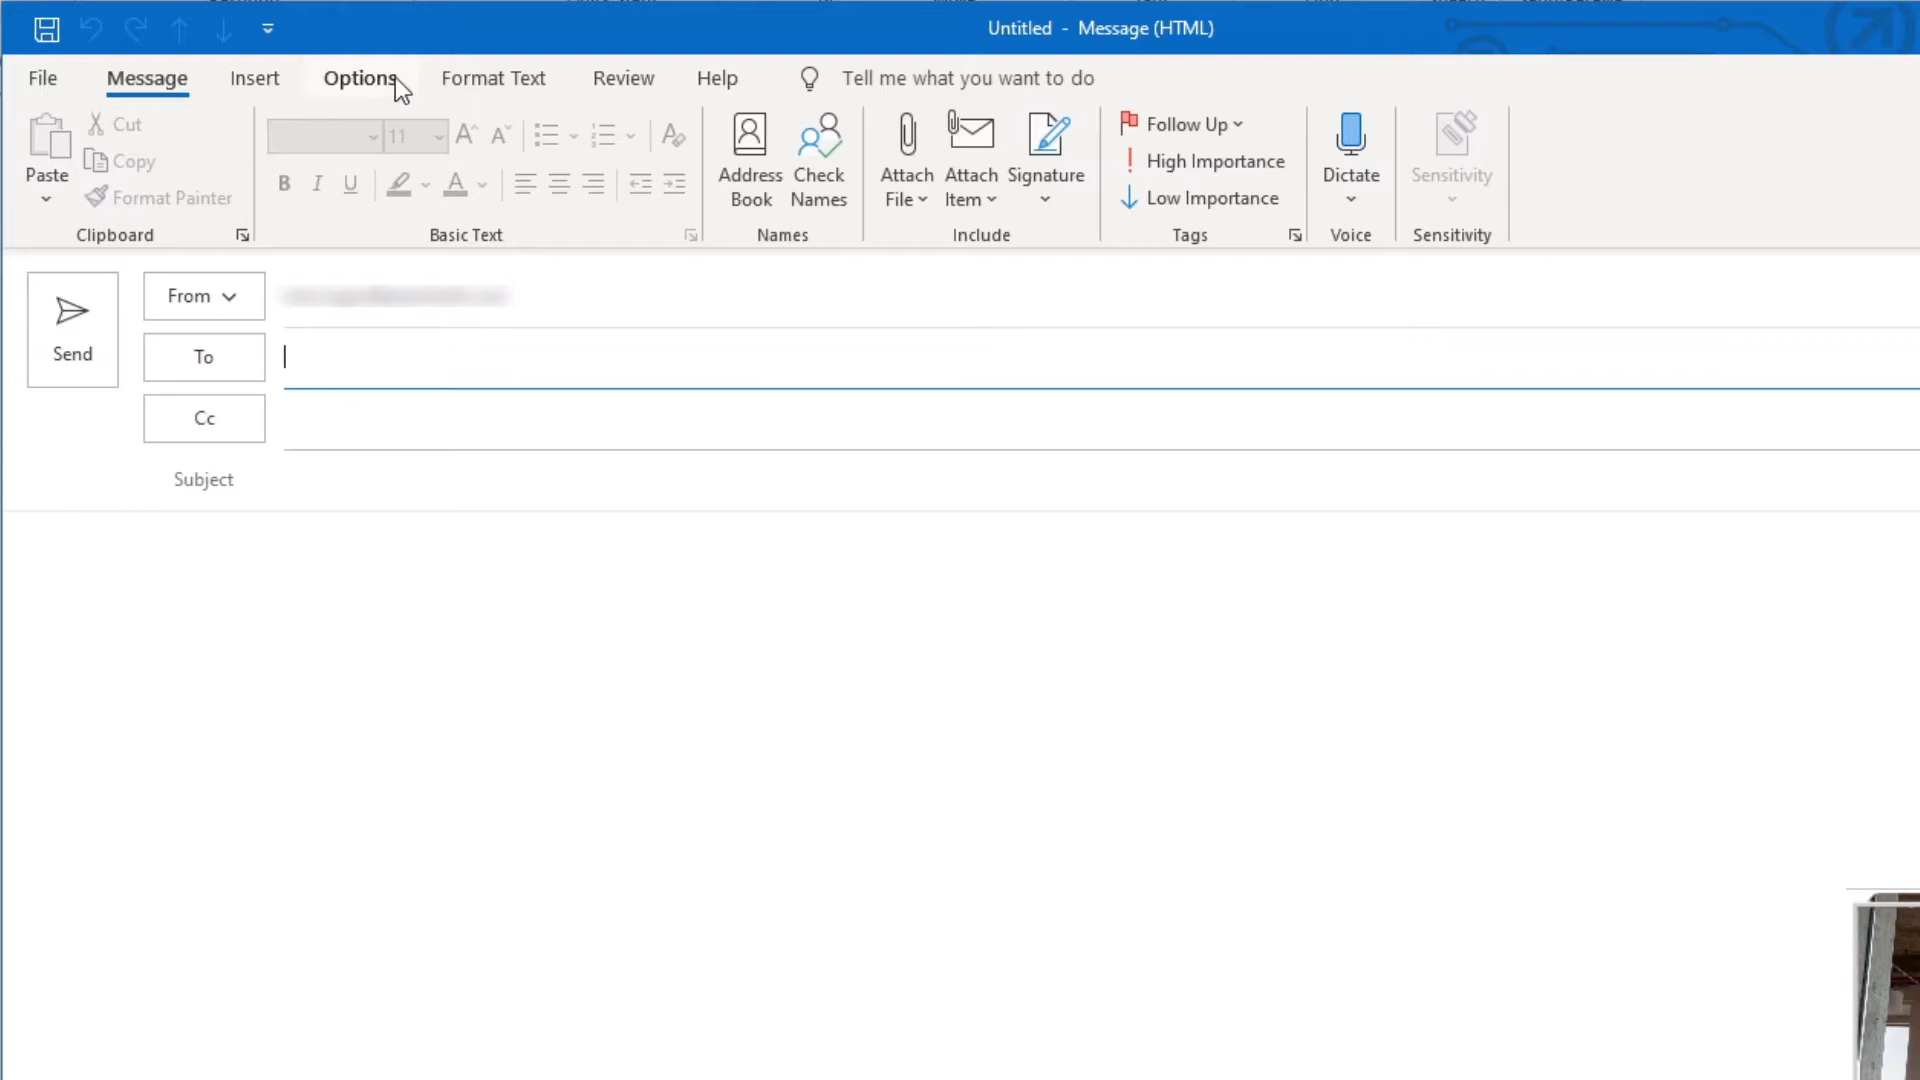 Untitled - Message (HTML)
File Message Insert Options Format Text Review Help Tell me what you want to do
Paste
Cut
Copy
Format Painter
Clipboard
11
B I U A
Basic Text
Address Book
Check Names
Names
Attach File
Attach Item
Signature
Include
Follow Up
High Importance
Low Importance
Tags
Dictate
Voice
Sensitivity
Sensitivity
Send
From
To
Cc
Subject